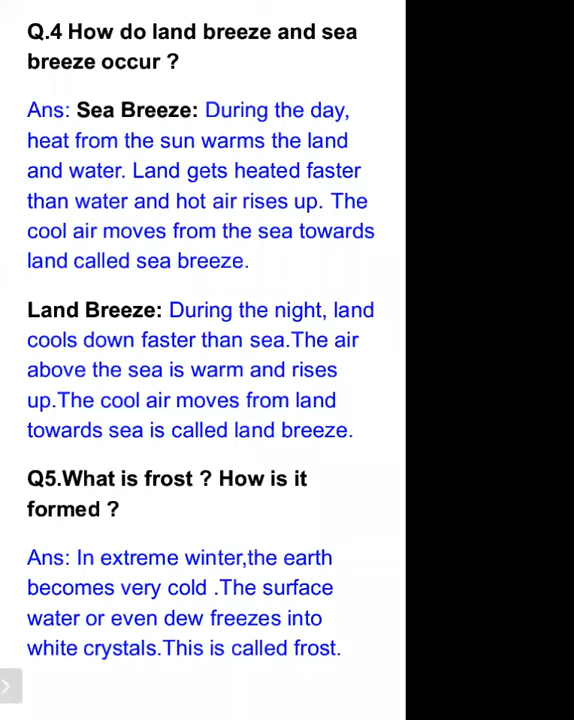 Q.4 How do land breeze and sea
breeze occur ?
Ans: Sea Breeze: During the day,
heat from the sun warms the land
and water. Land gets heated faster
than water and hot air rises up. The
cool air moves from the sea towards
land called sea breeze.
Land Breeze: During the night, land
cools down faster than sea.The air
above the sea is warm and rises
up.The cool air moves from land
towards sea is called land breeze.
Q5.What is frost ? How is it
formed ?
Ans: In extreme winter,the earth
becomes very cold .The surface
water or even dew freezes into
white crystals.This is called frost.